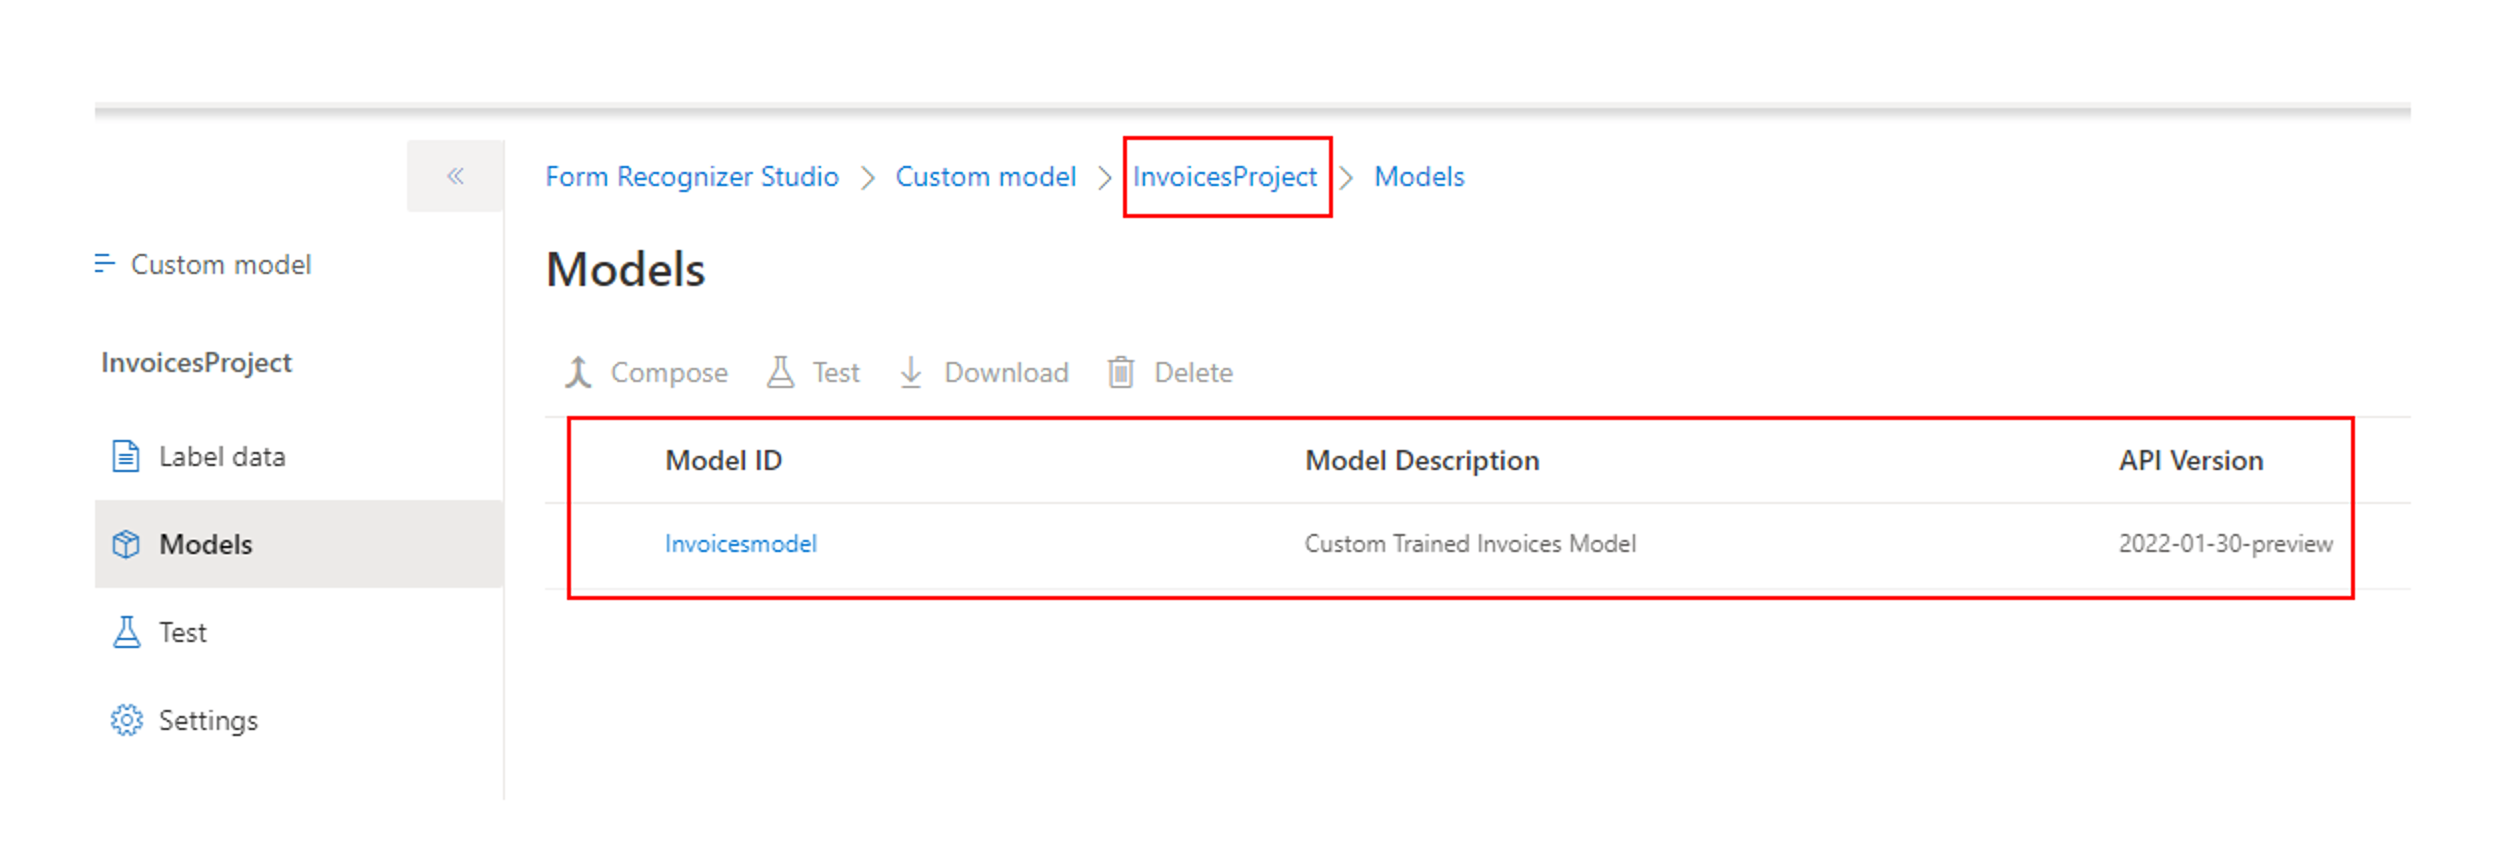 Form Recognizer Studio > Custom model > InvoicesProject > Models
Custom model
InvoicesProject
Label data
Models
Test
Settings
Models
Compose Test Download Delete
Model ID Model Description API Version
Invoicesmodel Custom Trained Invoices Model 2022-01-30-preview